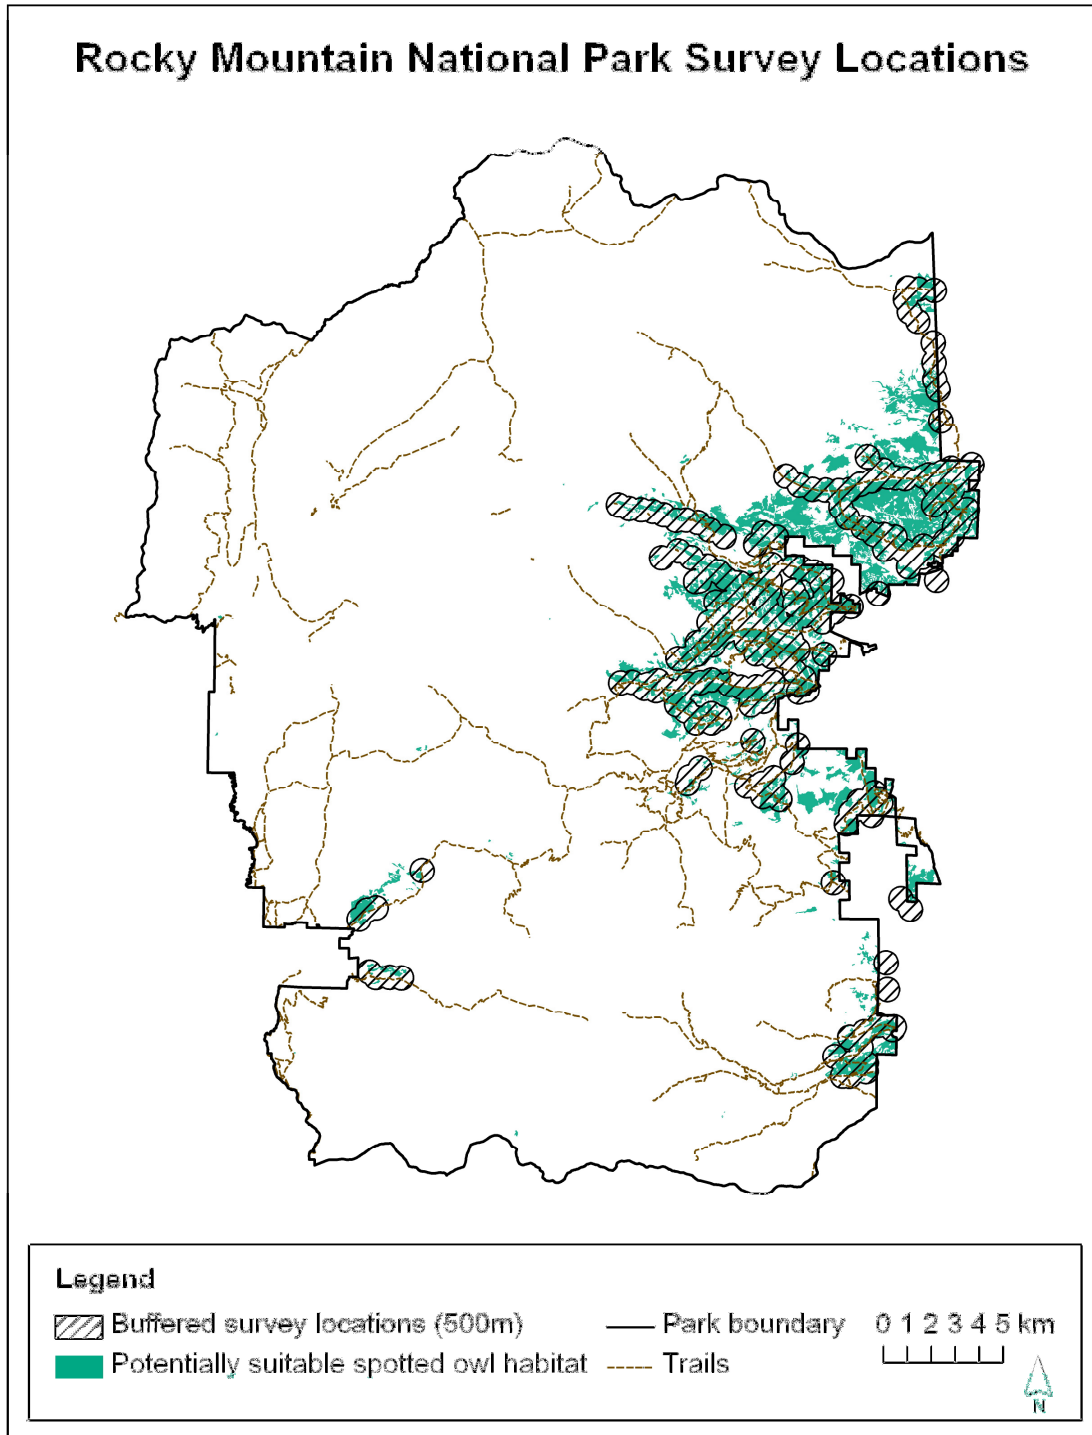 Rocky Mountain National Park Survey Locations
Legend
Buffered survey locations (500m)
Potentially suitable spotted owl habitat
Park boundary
Trails
0 1 2 3 4 5 km
N